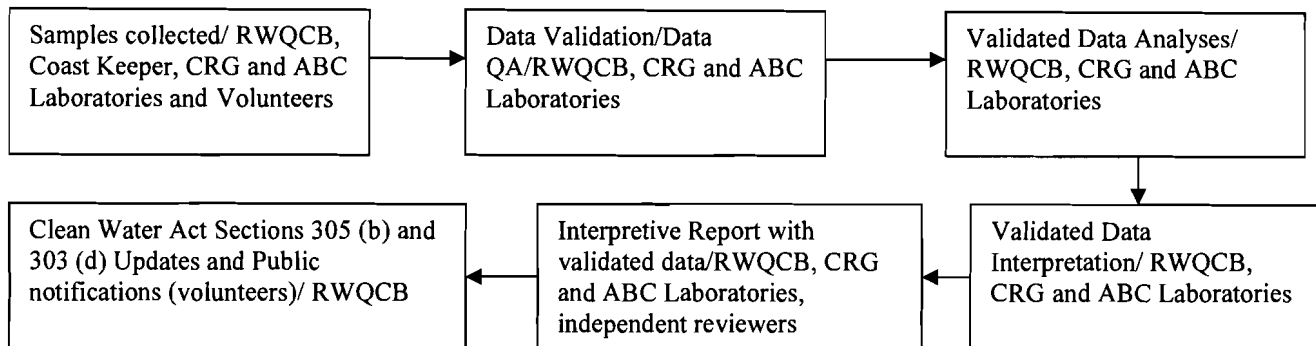 Samples collected/ RWQCB,
Coast Keeper, CRG and ABC
Laboratories and Volunteers
Data Validation/Data
QA/RWQCB, CRG and ABC
Laboratories
Validated Data Analyses/
RWQCB, CRG and ABC
Laboratories
Validated Data
Interpretation/ RWQCB,
CRG and ABC Laboratories
Interpretive Report with
validated data/RWQCB, CRG
and ABC Laboratories,
independent reviewers
Clean Water Act Sections 305 (b) and
303 (d) Updates and Public
notifications (volunteers)/ RWQCB